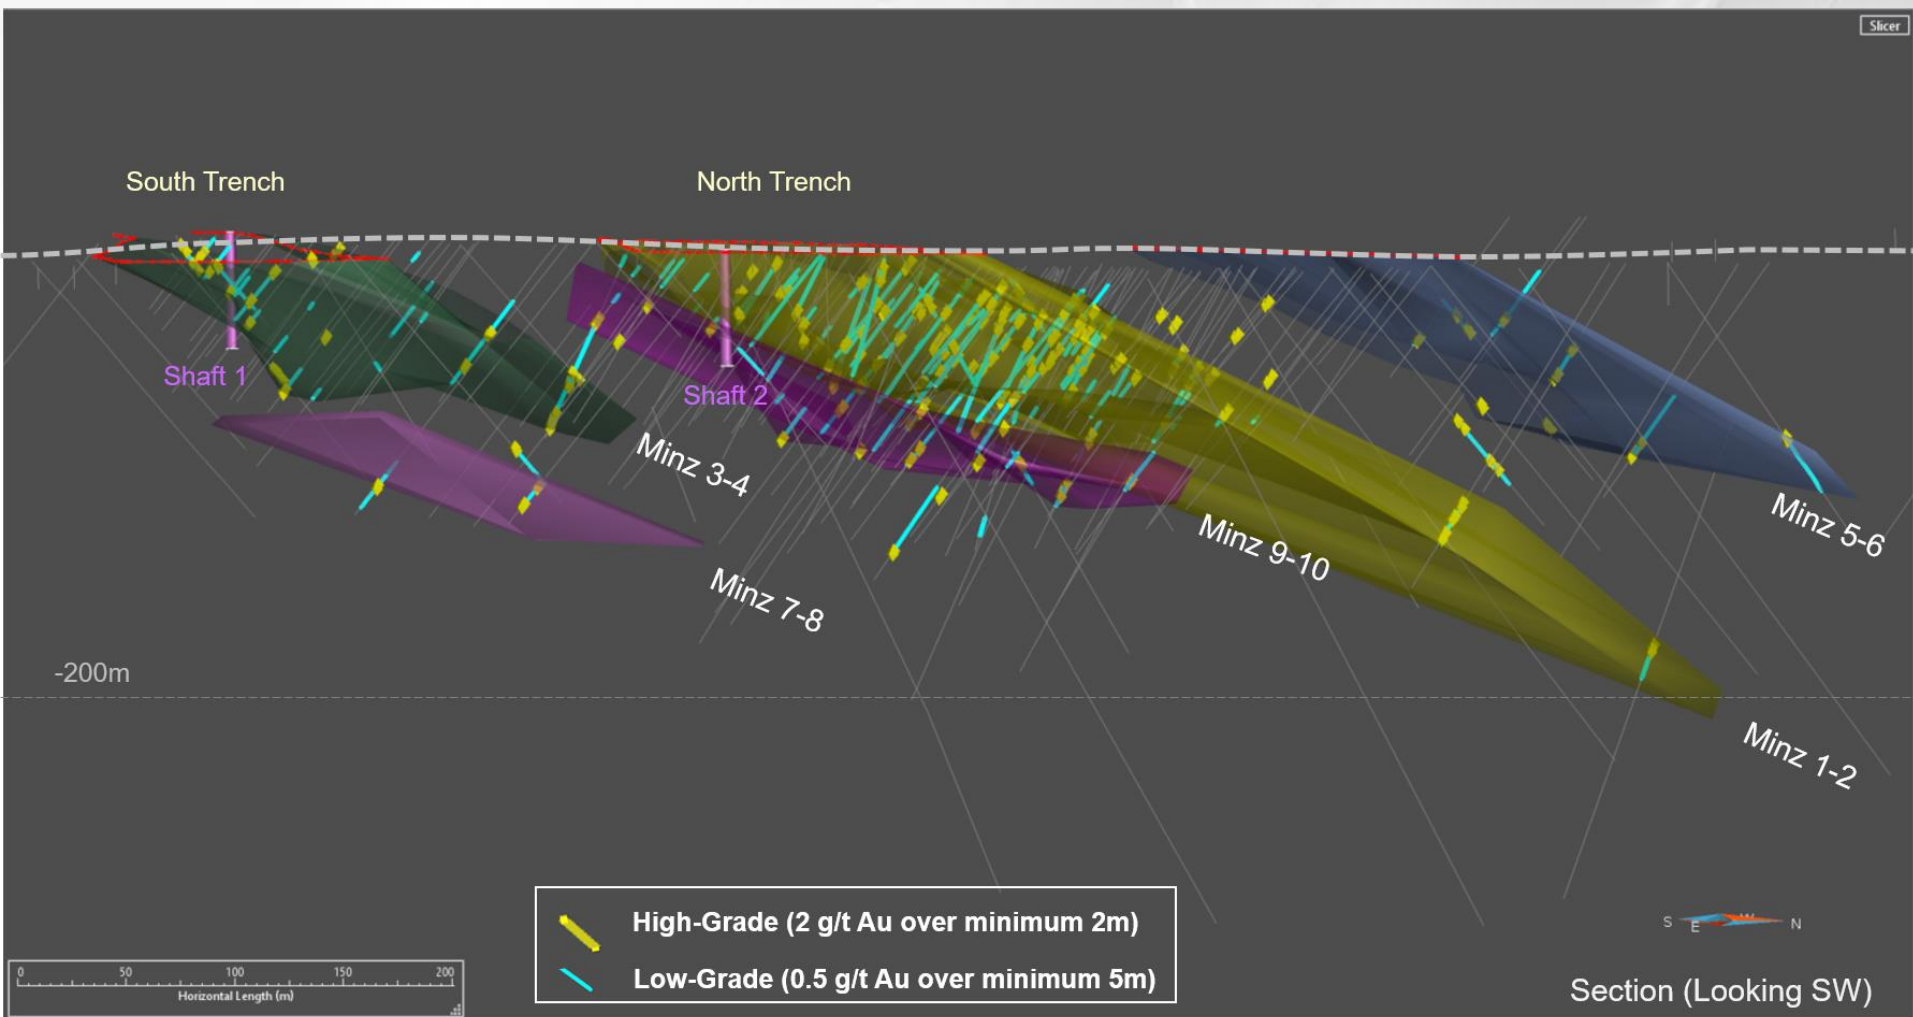 Slicer
South Trench
North Trench
Shaft 1
Shaft 2
Minz 3-4
Minz 7-8
Minz 9-10
Minz 5-6
Minz 1-2
-200m
High-Grade (2 g/t Au over minimum 2m)
Low-Grade (0.5 g/t Au over minimum 5m)
0 50 100 150 200
Horizontal Length (m)
S E W N
Section (Looking SW)